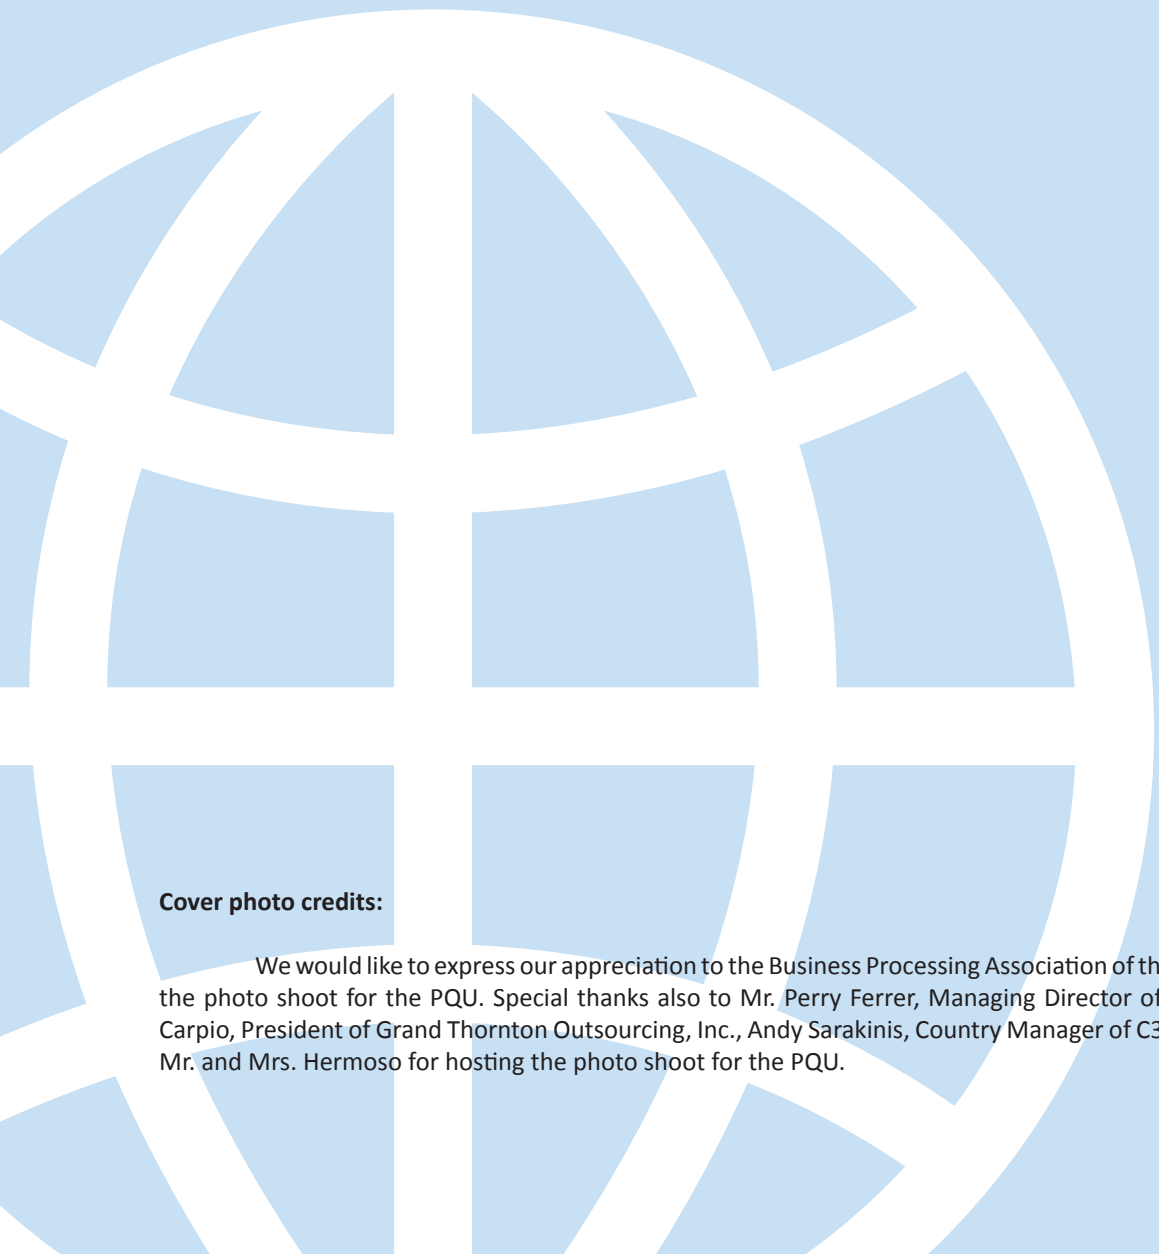 Cover photo credits:
We would like to express our appreciation to the Business Processing Association of th
the photo shoot for the PQU. Special thanks also to Mr. Perry Ferrer, Managing Director of
Carpio, President of Grand Thornton Outsourcing, Inc., Andy Sarakinis, Country Manager of C3
Mr. and Mrs. Hermoso for hosting the photo shoot for the PQU.